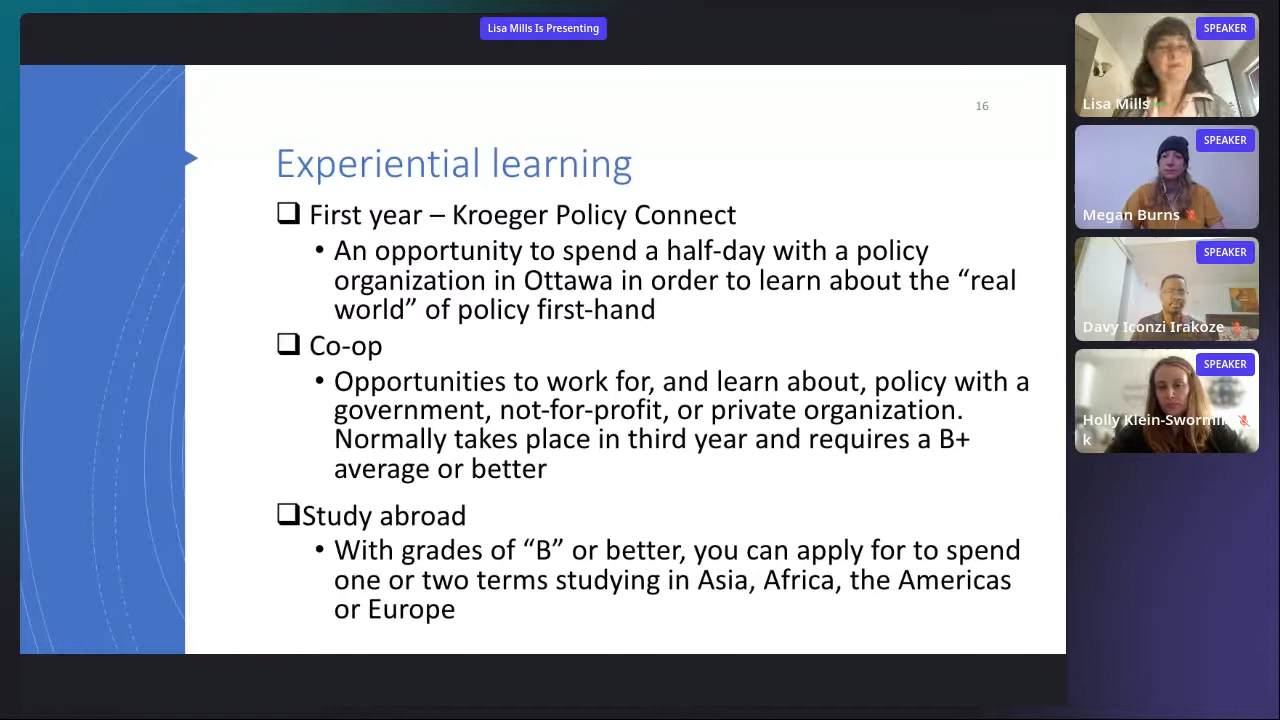 Lisa Mills Is Presenting
16
Experiential learning
❑ First year – Kroeger Policy Connect
• An opportunity to spend a half-day with a policy
organization in Ottawa in order to learn about the “real
world” of policy first-hand
❑ Co-op
• Opportunities to work for, and learn about, policy with a
government, not-for-profit, or private organization.
Normally takes place in third year and requires a B+
average or better
❑Study abroad
• With grades of “B” or better, you can apply for to spend
one or two terms studying in Asia, Africa, the Americas
or Europe
SPEAKER
Lisa Mills
SPEAKER
Megan Burns
SPEAKER
Davy Iconzi Irakoze
SPEAKER
Holly Klein-Swormin
k